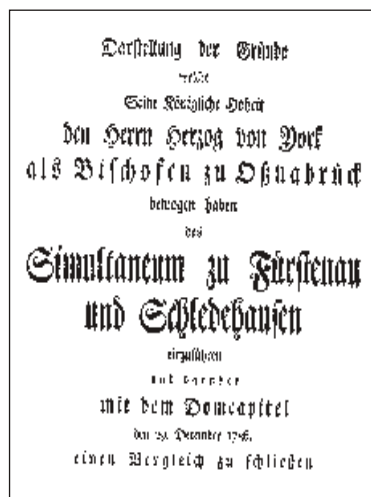 Darstellung der Gründe
welche
Seine Königliche Hoheit
den Herrn Herzog von York
als Bischofen zu Oßnabrück
bewogen haben
das
Simultaneum zu Fürstenau
und Schledehausen
einzuführen
und darüber
mit dem Domcapitel
den December
einen Vergleich zu schließen